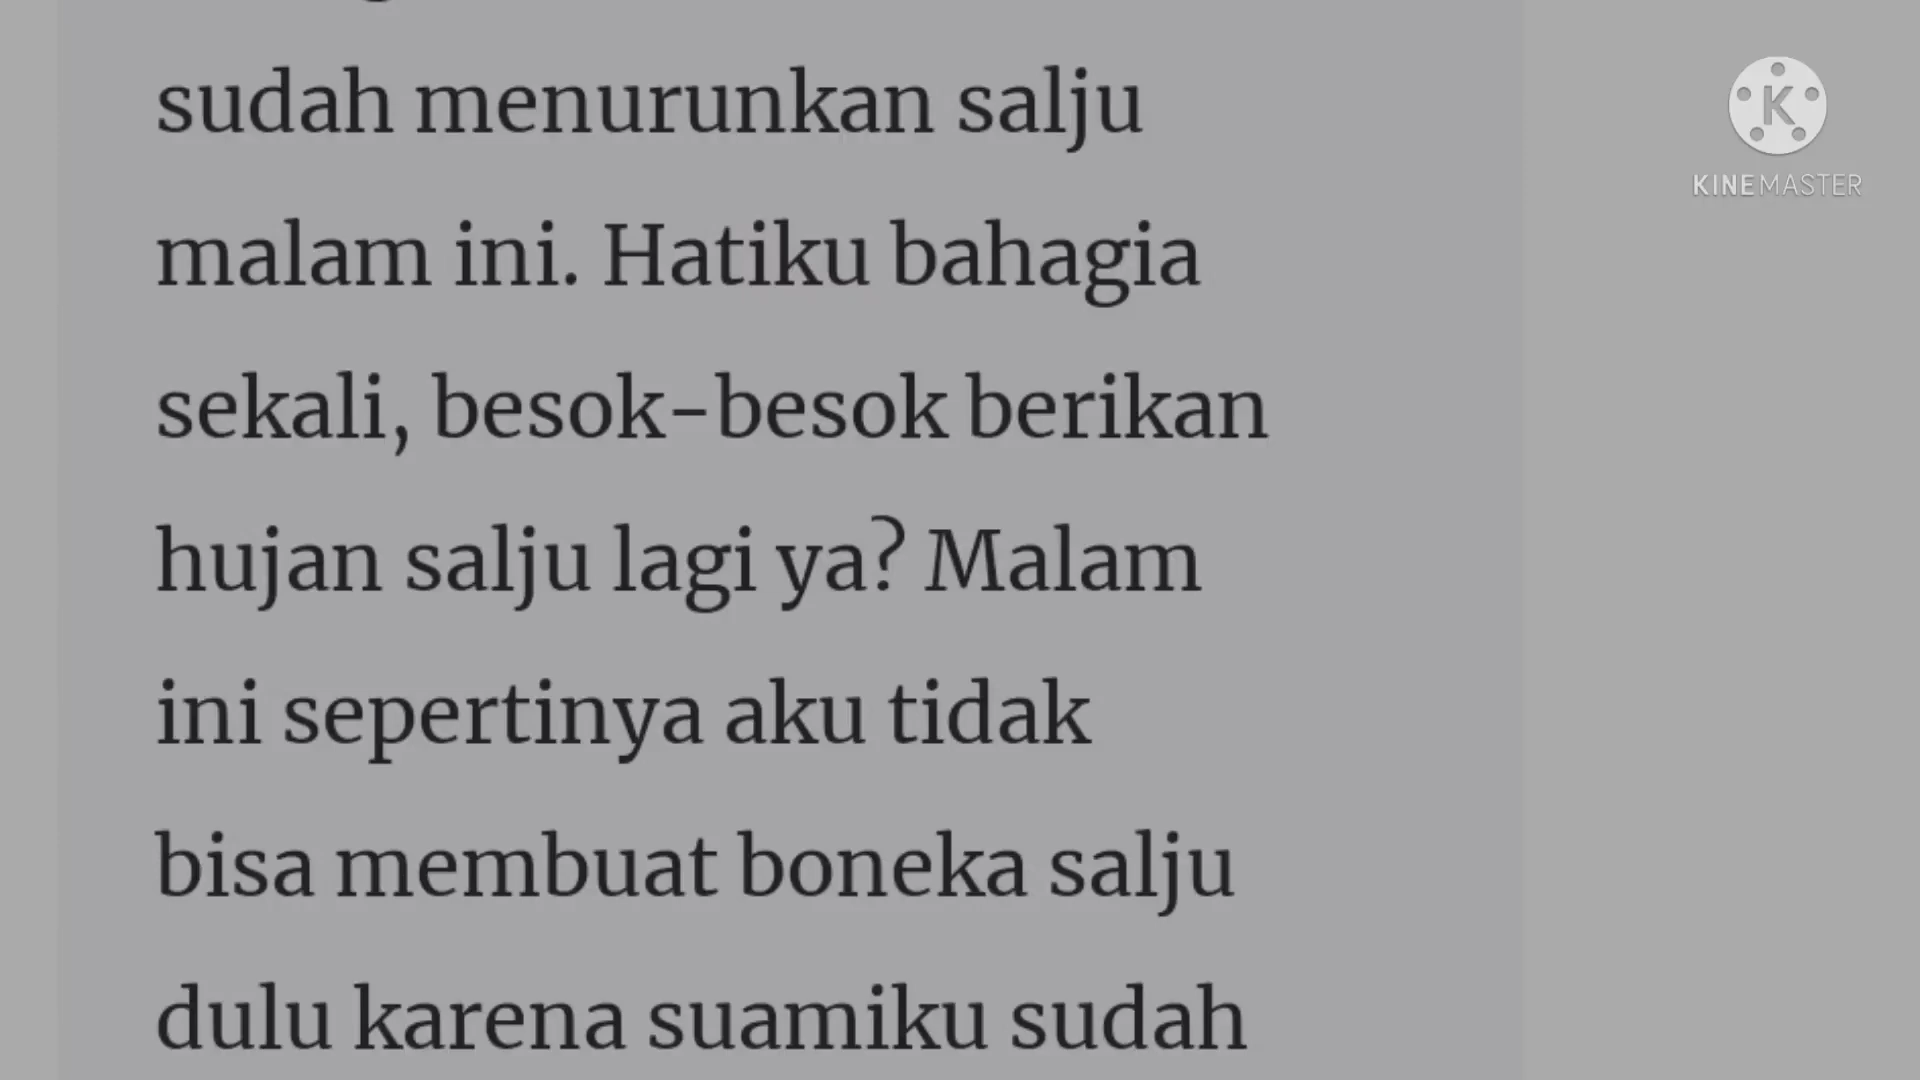 sudah menurunkan salju
malam ini. Hatiku bahagia
sekali, besok-besok berikan
hujan salju lagi ya? Malam
ini sepertinya aku tidak
bisa membuat boneka salju
dulu karena suamiku sudah
K
KINEMASTER